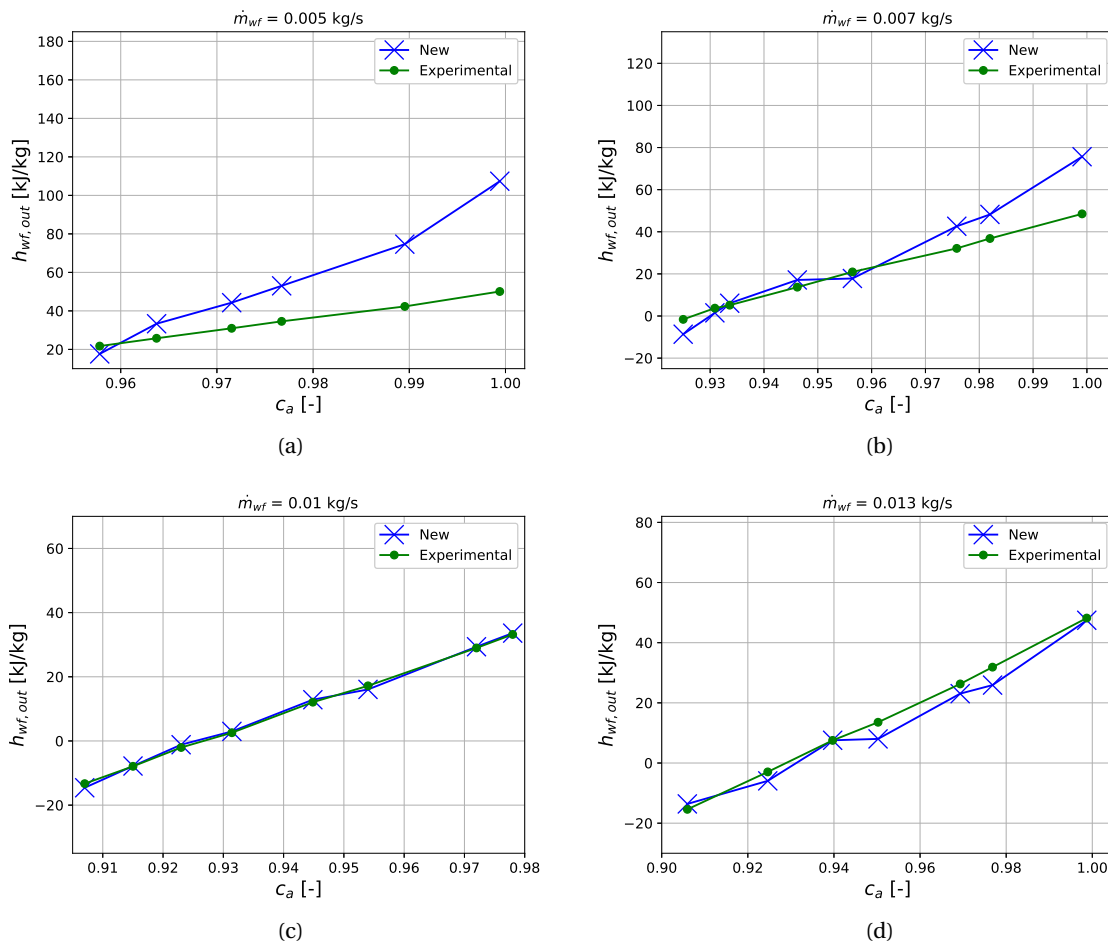 ṁwf = 0.005 kg/s
180
160
140
120
100
80
60
40
20
hwf,out [kJ/kg]
New
Experimental
0.96 0.97 0.98 0.99 1.00
ca [-]
(a)
ṁwf = 0.007 kg/s
120
100
80
60
40
20
0
−20
hwf,out [kJ/kg]
New
Experimental
0.93 0.94 0.95 0.96 0.97 0.98 0.99 1.00
ca [-]
(b)
ṁwf = 0.01 kg/s
60
40
20
0
−20
hwf,out [kJ/kg]
New
Experimental
0.91 0.92 0.93 0.94 0.95 0.96 0.97 0.98
ca [-]
(c)
ṁwf = 0.013 kg/s
80
60
40
20
0
−20
hwf,out [kJ/kg]
New
Experimental
0.90 0.92 0.94 0.96 0.98 1.00
ca [-]
(d)